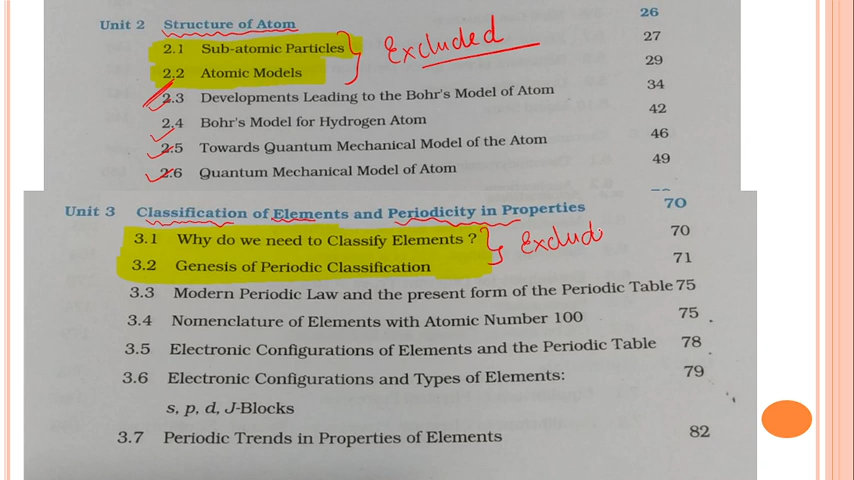 Unit 2 Structure of Atom 26
2.1 Sub-atomic Particles 27
Excluded
2.2 Atomic Models 29
2.3 Developments Leading to the Bohr's Model of Atom 34
2.4 Bohr's Model for Hydrogen Atom 42
2.5 Towards Quantum Mechanical Model of the Atom 46
2.6 Quantum Mechanical Model of Atom 49
Unit 3 Classification of Elements and Periodicity in Properties 70
3.1 Why do we need to Classify Elements ? 70
Exclud
3.2 Genesis of Periodic Classification 71
3.3 Modern Periodic Law and the present form of the Periodic Table 75
3.4 Nomenclature of Elements with Atomic Number 100 75
3.5 Electronic Configurations of Elements and the Periodic Table 78
3.6 Electronic Configurations and Types of Elements: 79
s, p, d, f-Blocks
3.7 Periodic Trends in Properties of Elements 82